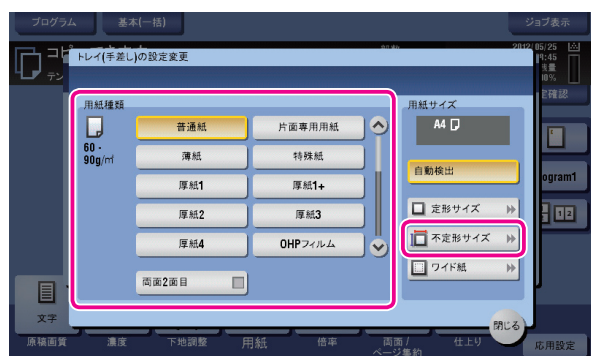 プログラム
基本(一括)
ジョブ表示
2012/05/25
トレイ(手差し)の設定変更
用紙種類
用紙サイズ
普通紙
片面専用用紙
A4
60 -
90g/㎡
薄紙
特殊紙
自動検出
厚紙1
厚紙1+
定形サイズ
厚紙2
厚紙3
不定形サイズ
厚紙4
OHPフィルム
ワイド紙
両面2面目
閉じる
文字
原稿画質
濃度
下地調整
用紙
倍率
両面 /
ページ集約
仕上り
応用設定